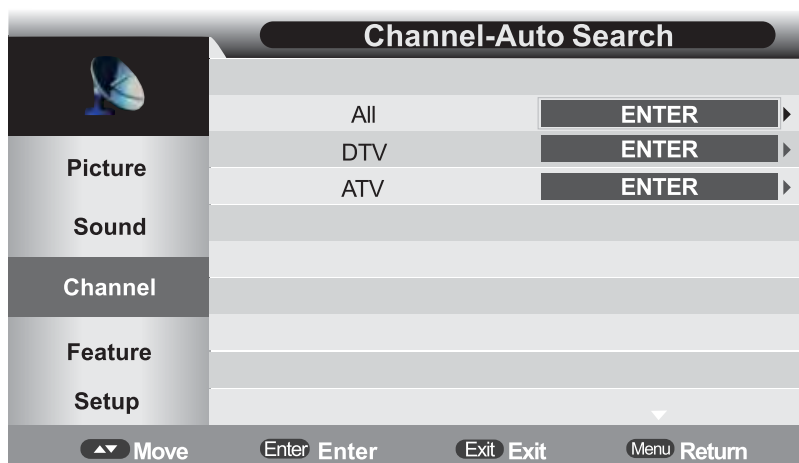 Channel-Auto Search
All ENTER
DTV ENTER
ATV ENTER
Picture
Sound
Channel
Feature
Setup
Move Enter Enter Exit Exit Menu Return